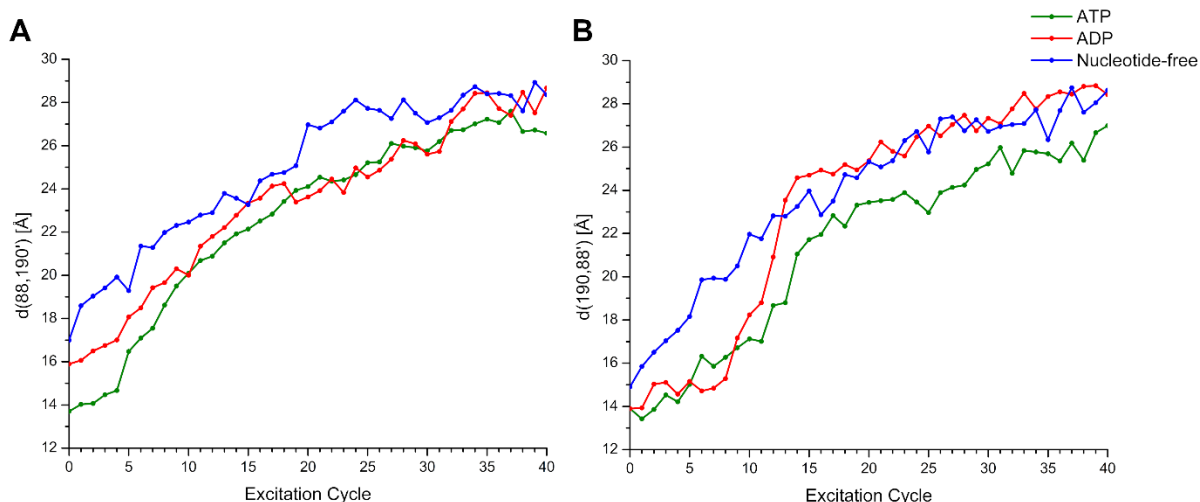 A
d(88,190') [Å]
30
28
26
24
22
20
18
16
14
12
0 5 10 15 20 25 30 35 40
Excitation Cycle
B
ATP
ADP
Nucleotide-free
d(190,88') [Å]
30
28
26
24
22
20
18
16
14
12
0 5 10 15 20 25 30 35 40
Excitation Cycle